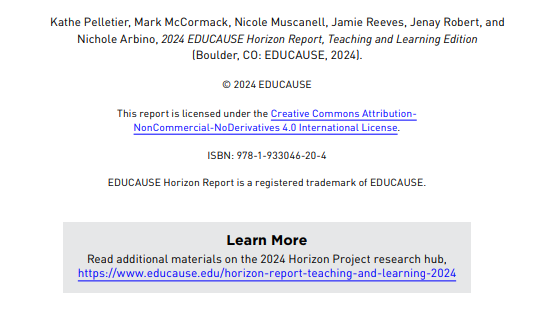 Kathe Pelletier, Mark McCormack, Nicole Muscanell, Jamie Reeves, Jenay Robert, and
Nichole Arbino, 2024 EDUCAUSE Horizon Report, Teaching and Learning Edition
(Boulder, CO: EDUCAUSE, 2024).
© 2024 EDUCAUSE
This report is licensed under the Creative Commons Attribution-
NonCommercial-NoDerivatives 4.0 International License.
ISBN: 978-1-933046-20-4
EDUCAUSE Horizon Report is a registered trademark of EDUCAUSE.
Learn More
Read additional materials on the 2024 Horizon Project research hub,
https://www.educause.edu/horizon-report-teaching-and-learning-2024